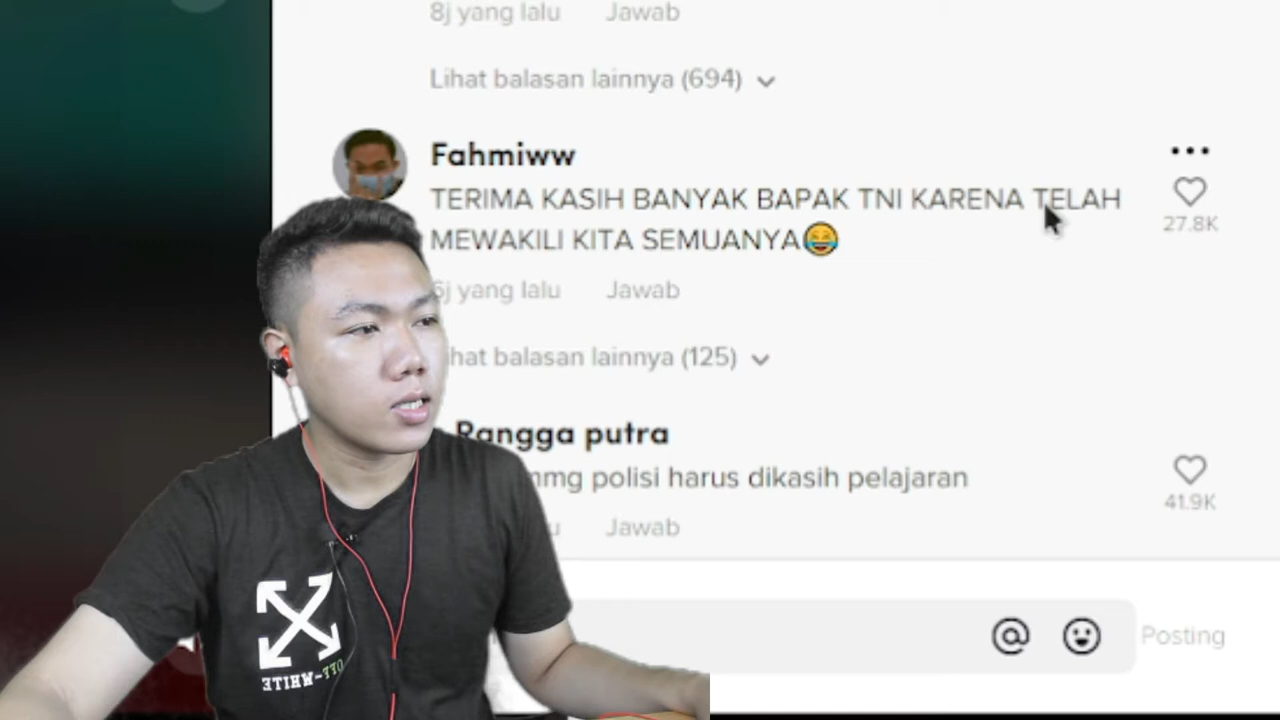 8j yang lalu Jawab
Lihat balasan lainnya (694)
Fahmiww
TERIMA KASIH BANYAK BAPAK TNI KARENA TELAH
MEWAKILI KITA SEMUANYA😂
27.8K
6j yang lalu Jawab
ihat balasan lainnya (125)
Rangga putra
polisi harus dikasih pelajaran
41.9K
Jawab
Posting
OFF-WHITE